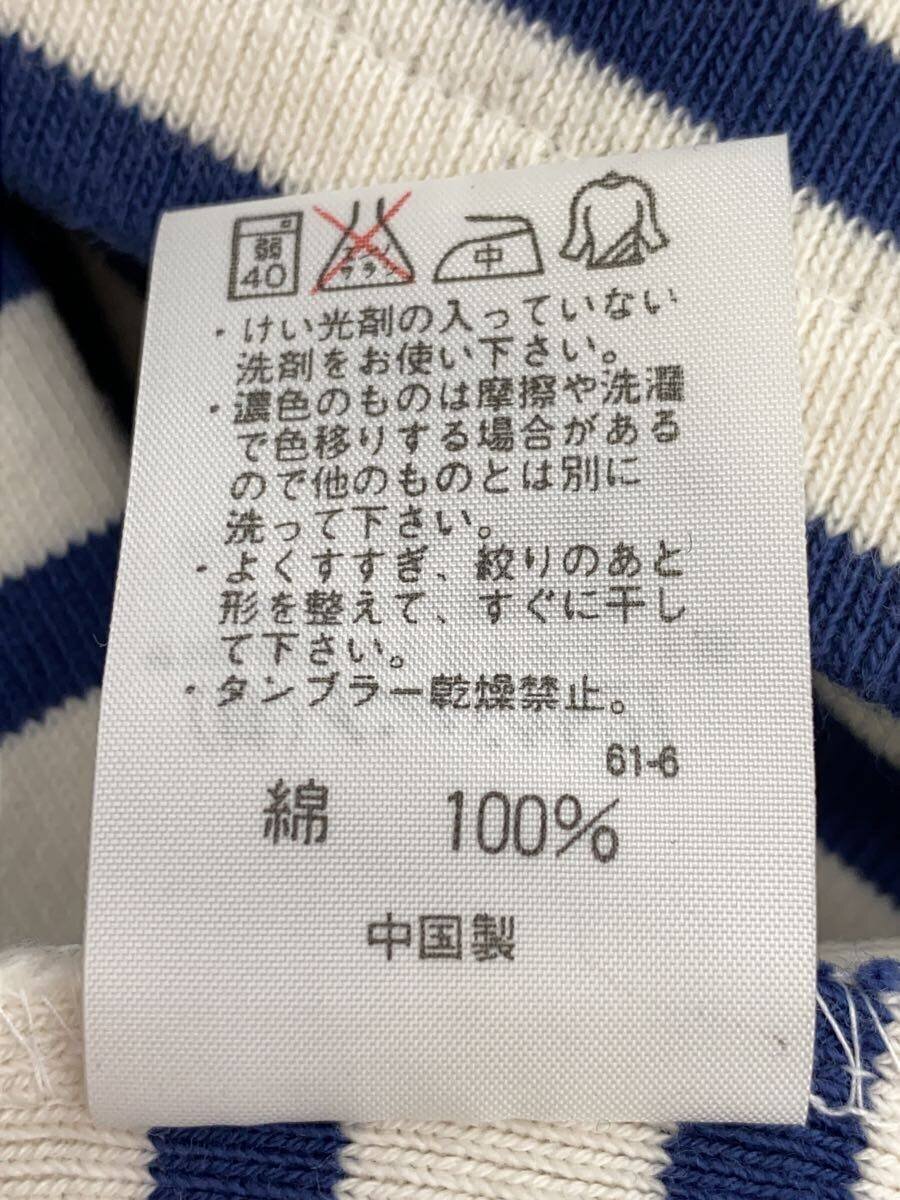 弱
40
エンソ
サラシ
中
・けい光剤の入っていない
洗剤をお使い下さい。
・濃色のものは摩擦や洗濯
で色移りする場合がある
ので他のものとは別に
洗って下さい。
・よくすすぎ、絞りのあと
形を整えて、すぐに干し
て下さい。
・タンブラー乾燥禁止。
61-6
綿 100%
中国製